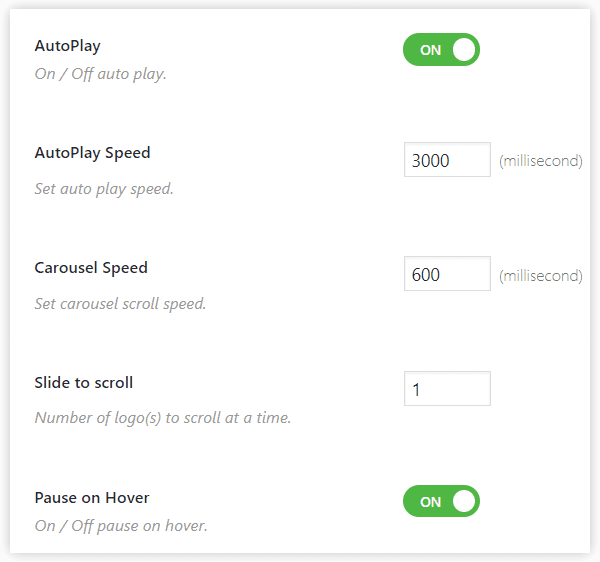 AutoPlay ON
On / Off auto play.
AutoPlay Speed 3000 (millisecond)
Set auto play speed.
Carousel Speed 600 (millisecond)
Set carousel scroll speed.
Slide to scroll 1
Number of logo(s) to scroll at a time.
Pause on Hover ON
On / Off pause on hover.